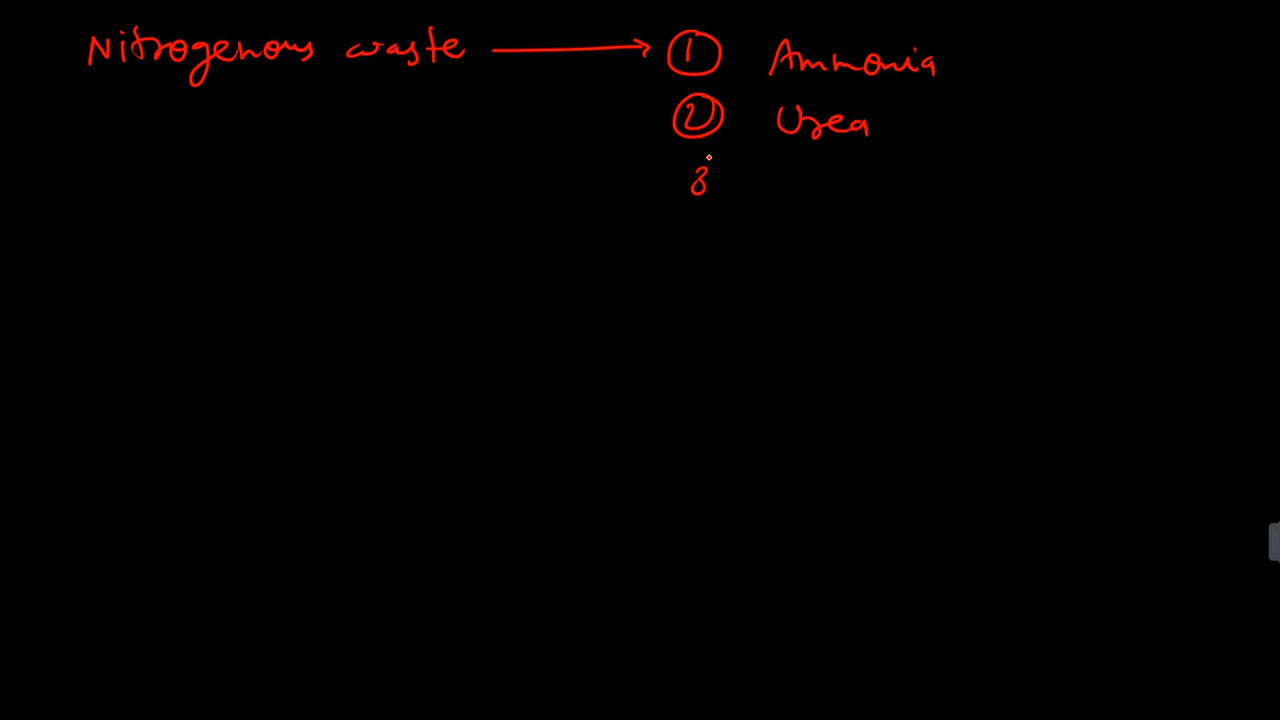 Nitrogenous waste → ① Ammonia
② Urea
3